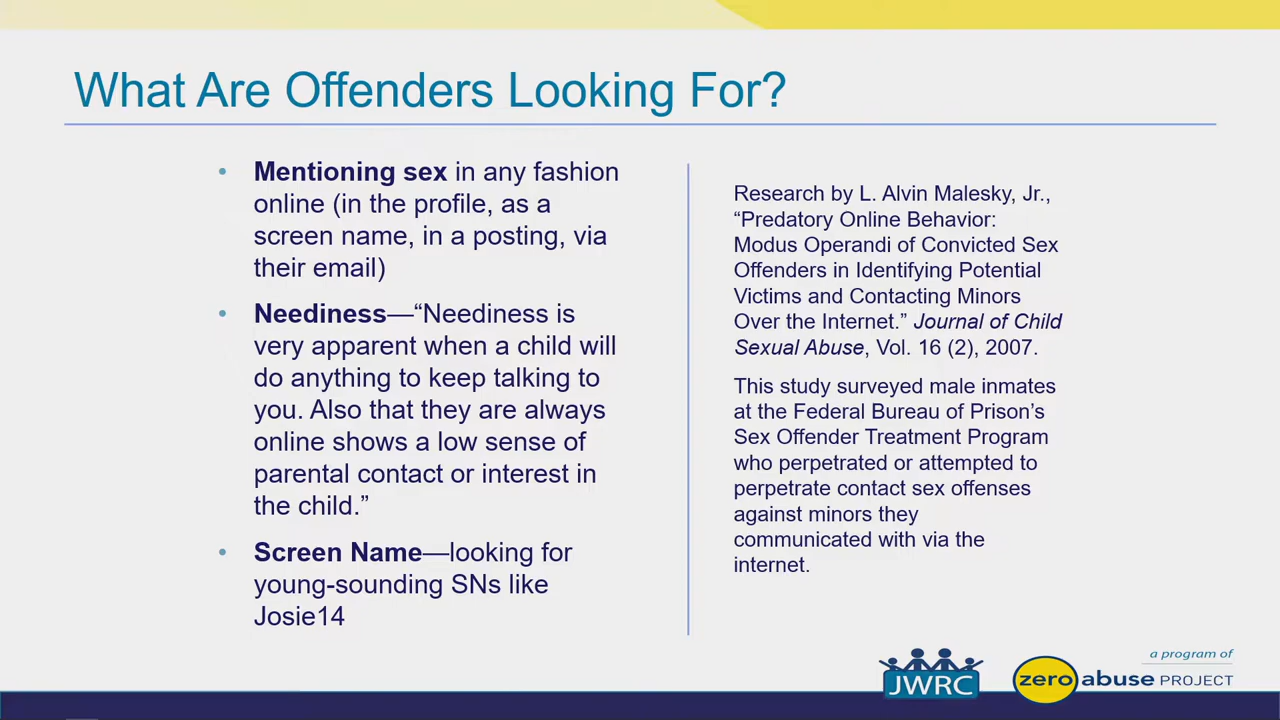 What Are Offenders Looking For?
• Mentioning sex in any fashion
online (in the profile, as a
screen name, in a posting, via
their email)
• Neediness—“Neediness is
very apparent when a child will
do anything to keep talking to
you. Also that they are always
online shows a low sense of
parental contact or interest in
the child.”
• Screen Name—looking for
young-sounding SNs like
Josie14
Research by L. Alvin Malesky, Jr.,
“Predatory Online Behavior:
Modus Operandi of Convicted Sex
Offenders in Identifying Potential
Victims and Contacting Minors
Over the Internet.” Journal of Child
Sexual Abuse, Vol. 16 (2), 2007.
This study surveyed male inmates
at the Federal Bureau of Prison’s
Sex Offender Treatment Program
who perpetrated or attempted to
perpetrate contact sex offenses
against minors they
communicated with via the
internet.
JWRC
a program of
zero abuse PROJECT